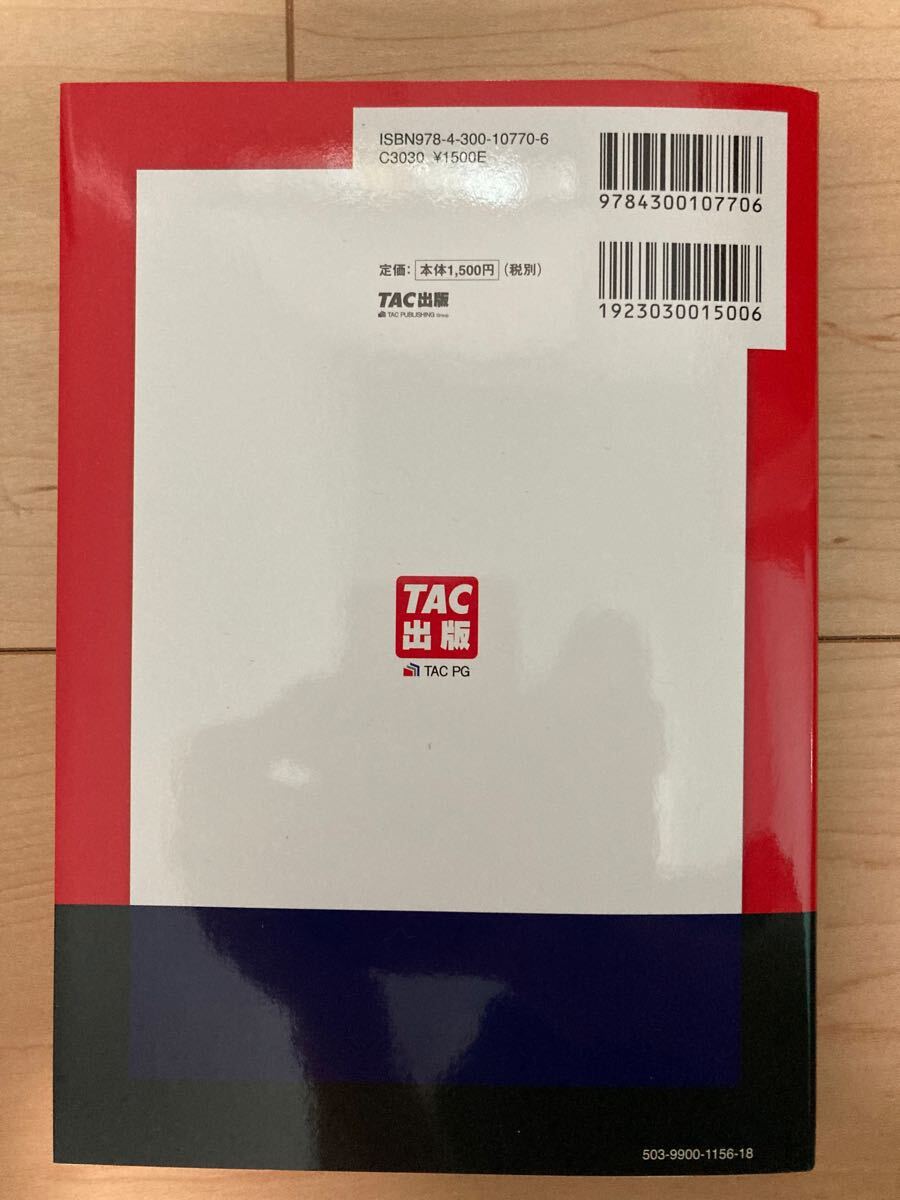 ISBN978-4-300-10770-6
C3030 ¥1500E
9784300107706
定価：本体1,500円（税別）
TAC出版
TAC PUBLISHING Group
1923030015006
TAC
出版
TAC PG
503-9900-1156-18